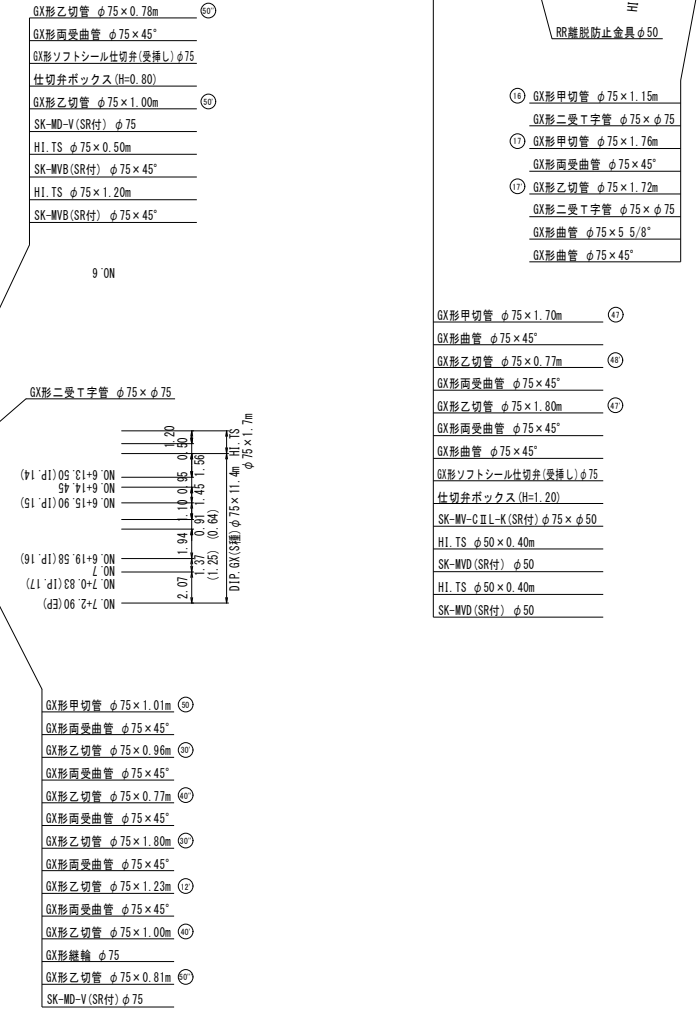 GX形乙切管 φ75×0.78m 50"
GX形両受曲管 φ75×45°
GX形ソフトシール仕切弁(受挿し)φ75
仕切弁ボックス(H=0.80)
GX形乙切管 φ75×1.00m 50'
SK-MD-V(SR付) φ75
HI.TS φ75×0.50m
SK-MVB(SR付) φ75×45°
HI.TS φ75×1.20m
SK-MVB(SR付) φ75×45°
NO.6
HI
RR離脱防止金具φ50
16 GX形甲切管 φ75×1.15m
GX形二受T字管 φ75×φ75
17 GX形甲切管 φ75×1.76m
GX形両受曲管 φ75×45°
17' GX形乙切管 φ75×1.72m
GX形二受T字管 φ75×φ75
GX形曲管 φ75×5 5/8°
GX形曲管 φ75×45°
GX形甲切管 φ75×1.70m 47
GX形曲管 φ75×45°
GX形乙切管 φ75×0.77m 48'
GX形両受曲管 φ75×45°
GX形乙切管 φ75×1.80m 47'
GX形両受曲管 φ75×45°
GX形曲管 φ75×45°
GX形ソフトシール仕切弁(受挿し)φ75
仕切弁ボックス(H=1.20)
SK-MV-CⅡL-K(SR付)φ75×φ50
HI.TS φ50×0.40m
SK-MVD(SR付) φ50
HI.TS φ50×0.40m
SK-MVD(SR付) φ50
GX形二受T字管 φ75×φ75
NO.6+13.50(IP.14)
NO.6+14.45
NO.6+15.90(IP.15)
NO.6+19.58(IP.16)
NO.7
NO.7+0.83(IP.17)
NO.7+2.90(EP)
1.20
0.50
0.95
1.10
1.94
2.07
1.56
1.45
0.91
1.37
(0.64)
(1.25)
HI.TS
φ75×1.7m
DIP.GX(S種)φ75×11.4m
GX形甲切管 φ75×1.01m 50
GX形両受曲管 φ75×45°
GX形乙切管 φ75×0.96m 30'
GX形両受曲管 φ75×45°
GX形乙切管 φ75×0.77m 40"
GX形両受曲管 φ75×45°
GX形乙切管 φ75×1.80m 30"
GX形両受曲管 φ75×45°
GX形乙切管 φ75×1.23m 12'
GX形両受曲管 φ75×45°
GX形乙切管 φ75×1.00m 40'
GX形継輪 φ75
GX形乙切管 φ75×0.81m
SK-MD-V(SR付)φ75